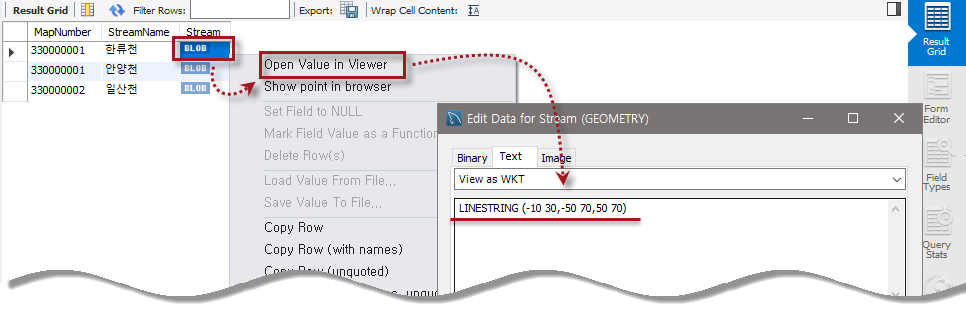 Result Grid Filter Rows: Export: Wrap Cell Content: IA
MapNumber StreamName Stream
330000001 한류천 BLOB
330000001 안양천 BLOB
330000002 일산천 BLOB
Open Value in Viewer
Show point in browser
Set Field to NULL
Mark Field Value as a Function
Delete Row(s)
Load Value From File...
Save Value To File...
Copy Row
Copy Row (with names)
Copy Row (unquoted)
Edit Data for Stream (GEOMETRY)
Binary Text Image
View as WKT
LINESTRING (-10 30,-50 70,50 70)
Result
Grid
Form
Editor
Field
Types
Query
Stats